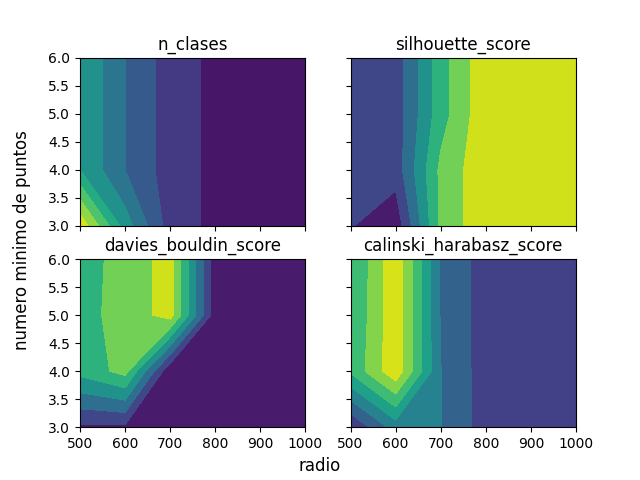 n_clases silhouette_score
6.0
5.5
5.0
4.5
4.0
3.5
3.0
numero minimo de puntos
davies_bouldin_score calinski_harabasz_score
6.0
5.5
5.0
4.5
4.0
3.5
3.0
500 600 700 800 900 1000 500 600 700 800 900 1000
radio